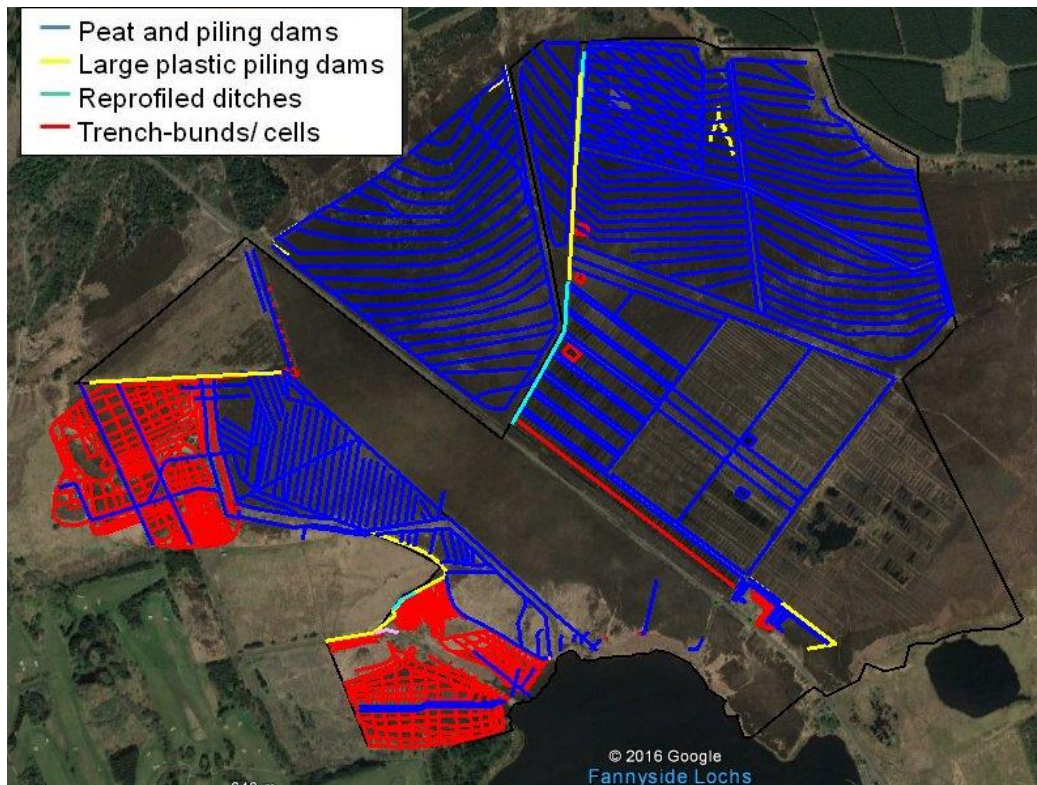 Peat and piling dams
Large plastic piling dams
Reprofiled ditches
Trench-bunds/ cells
© 2016 Google
Fannyside Lochs